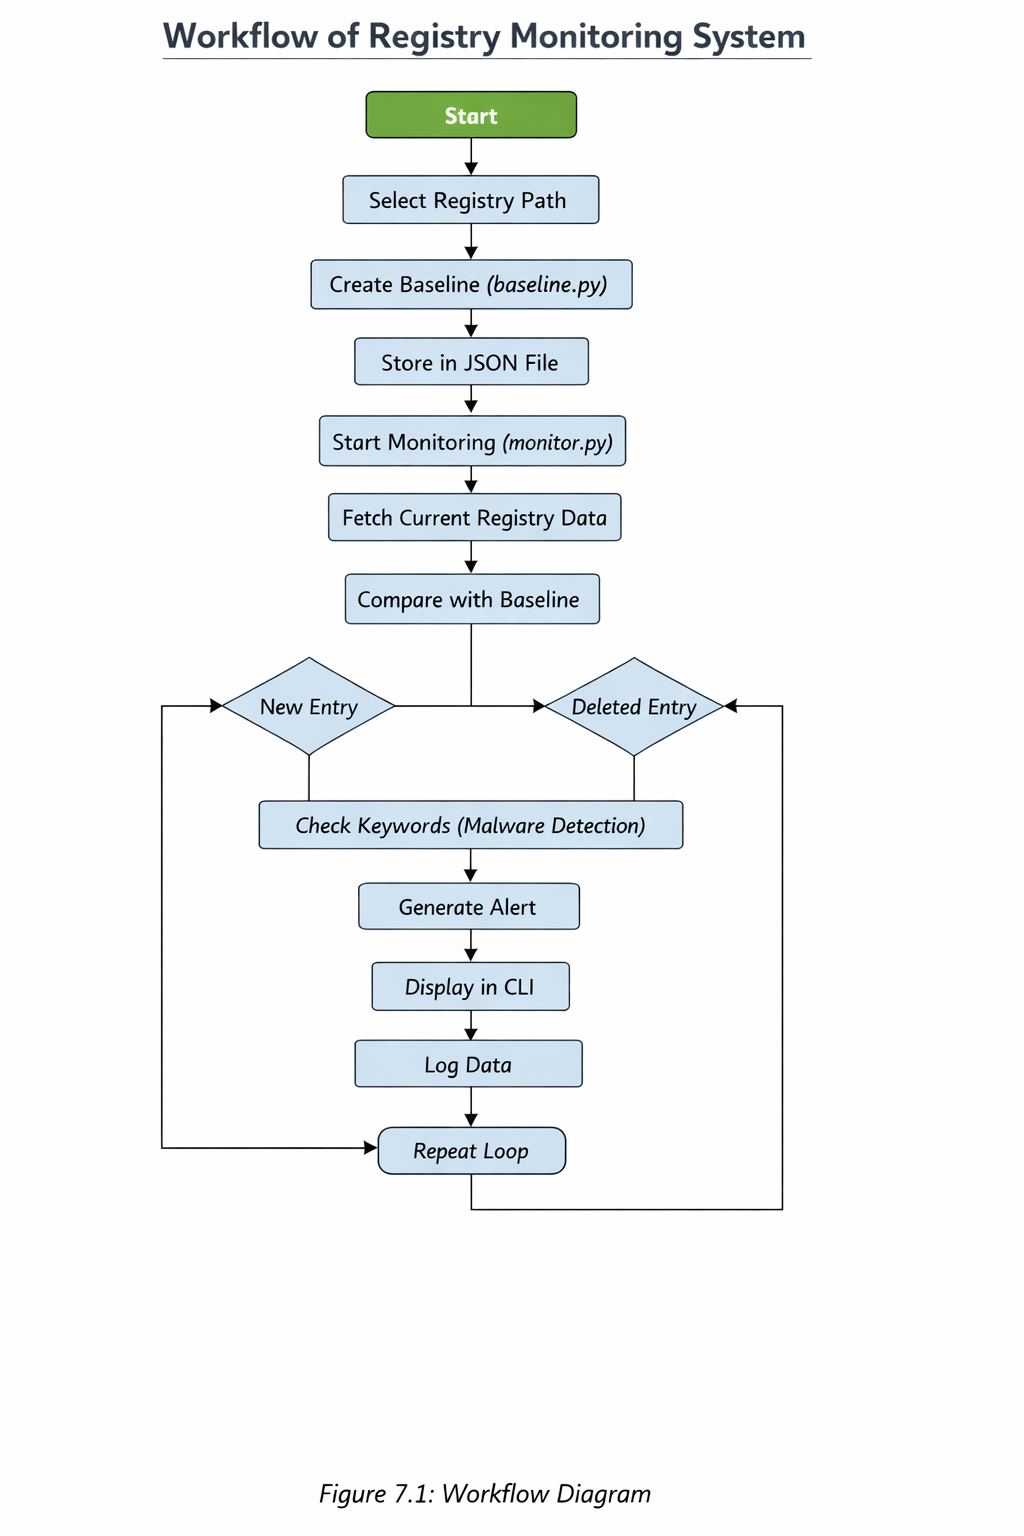 Workflow of Registry Monitoring System
Start
Select Registry Path
Create Baseline (baseline.py)
Store in JSON File
Start Monitoring (monitor.py)
Fetch Current Registry Data
Compare with Baseline
New Entry
Deleted Entry
Check Keywords (Malware Detection)
Generate Alert
Display in CLI
Log Data
Repeat Loop
Figure 7.1: Workflow Diagram